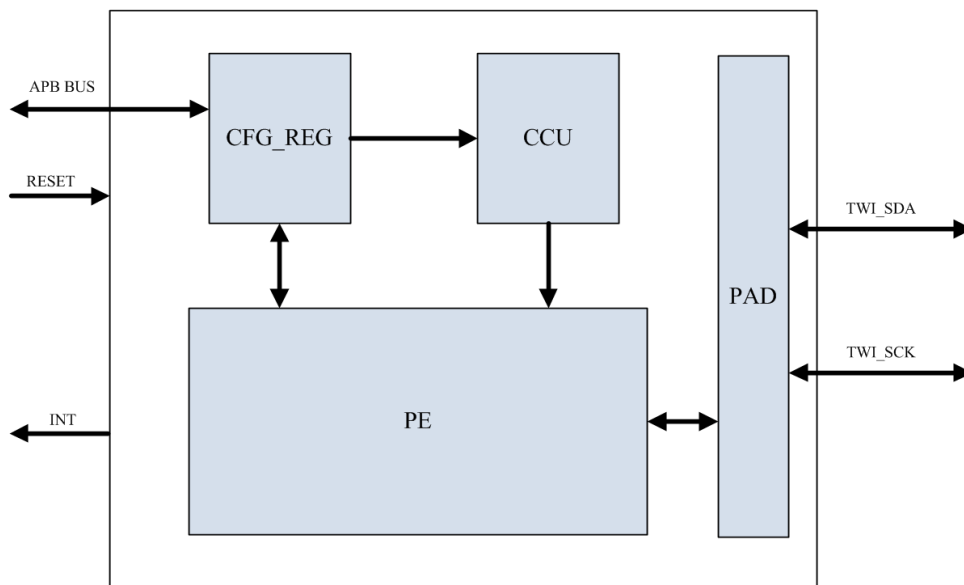 APB BUS
CFG_REG
CCU
RESET
TWI_SDA
PAD
TWI_SCK
INT
PE